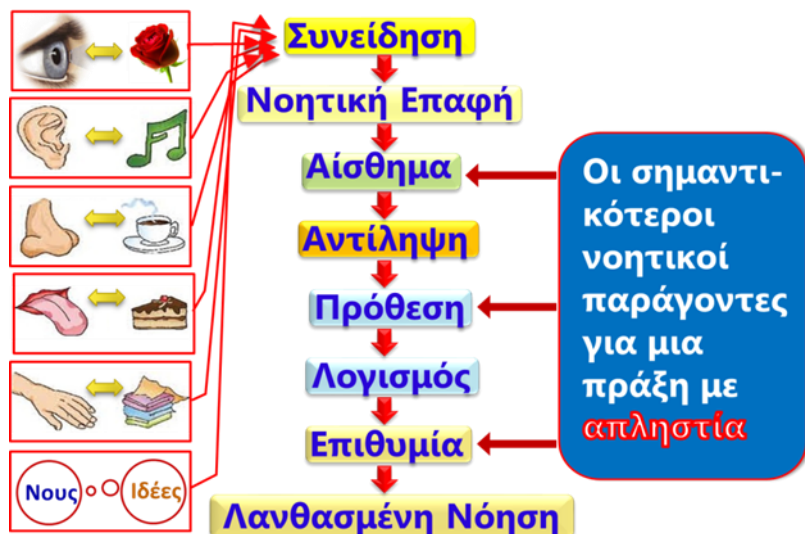 Συνείδηση
Νοητική Επαφή
Αίσθημα
Αντίληψη
Πρόθεση
Λογισμός
Επιθυμία
Λανθασμένη Νόηση
Οι σημαντι-
κότεροι
νοητικοί
παράγοντες
για μια
πράξη με
απληστία
Νους
Ιδέες